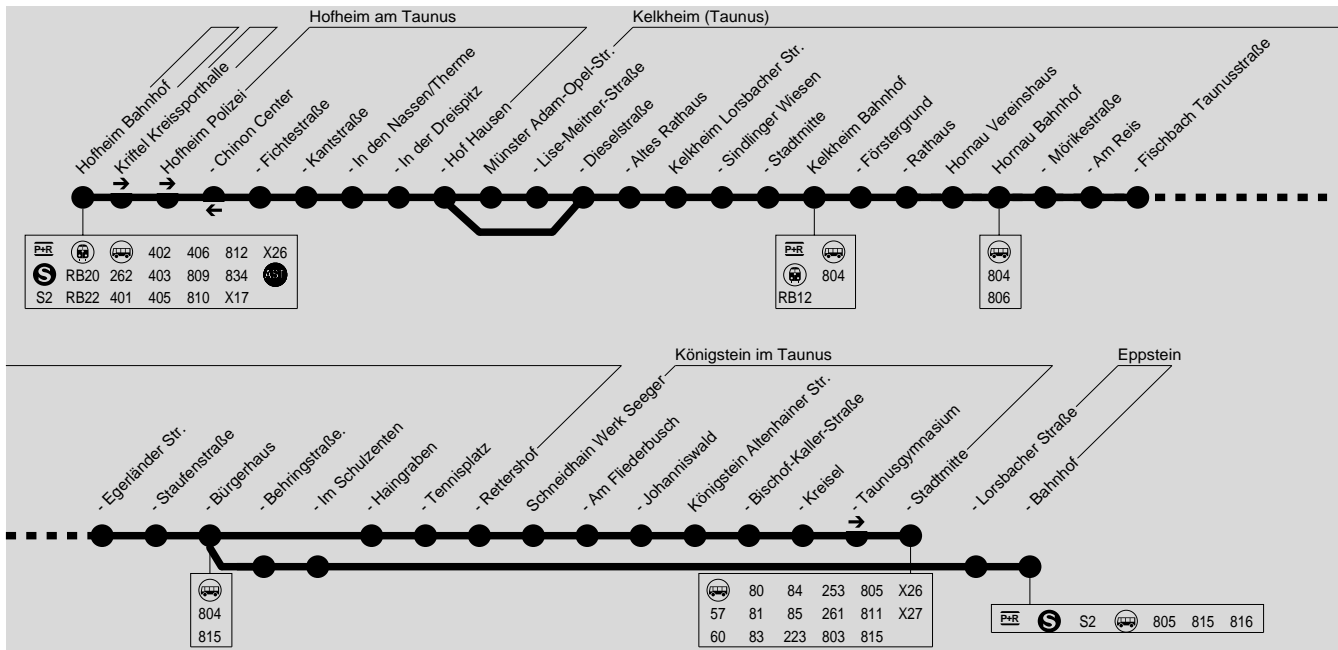 Hofheim am Taunus
Kelkheim (Taunus)
Hofheim Bahnhof
Kriftel Kreissporthalle
Hofheim Polizei
- Chinon Center
- Fichtestraße
- Kantstraße
- In den Nassen/Therme
- In der Dreispitz
- Hof Hausen
Münster Adam-Opel-Str.
- Lise-Meitner-Straße
- Dieselstraße
- Altes Rathaus
Kelkheim Lorsbacher Str.
- Sindlinger Wiesen
- Stadtmitte
Kelkheim Bahnhof
- Förstergrund
- Rathaus
Hornau Vereinshaus
Hornau Bahnhof
- Mörikestraße
- Am Reis
- Fischbach Taunusstraße
P+R 402 406 812 X26
S RB20 262 403 809 834 AST
S2 RB22 401 405 810 X17
P+R
804
RB12
804
806
Königstein im Taunus
Eppstein
- Egerländer Str.
- Staufenstraße
- Bürgerhaus
- Behringstraße.
- Im Schulzenten
- Haingraben
- Tennisplatz
- Rettershof
Schneidhain Werk Seeger
- Am Fliederbusch
- Johanniswald
Königstein Altenhainer Str.
- Bischof-Kaller-Straße
- Kreisel
- Taunusgymnasium
- Stadtmitte
- Lorsbacher Straße
- Bahnhof
804
815
80 84 253 805 X26
57 81 85 261 811 X27
60 83 223 803 815
P+R S S2 805 815 816